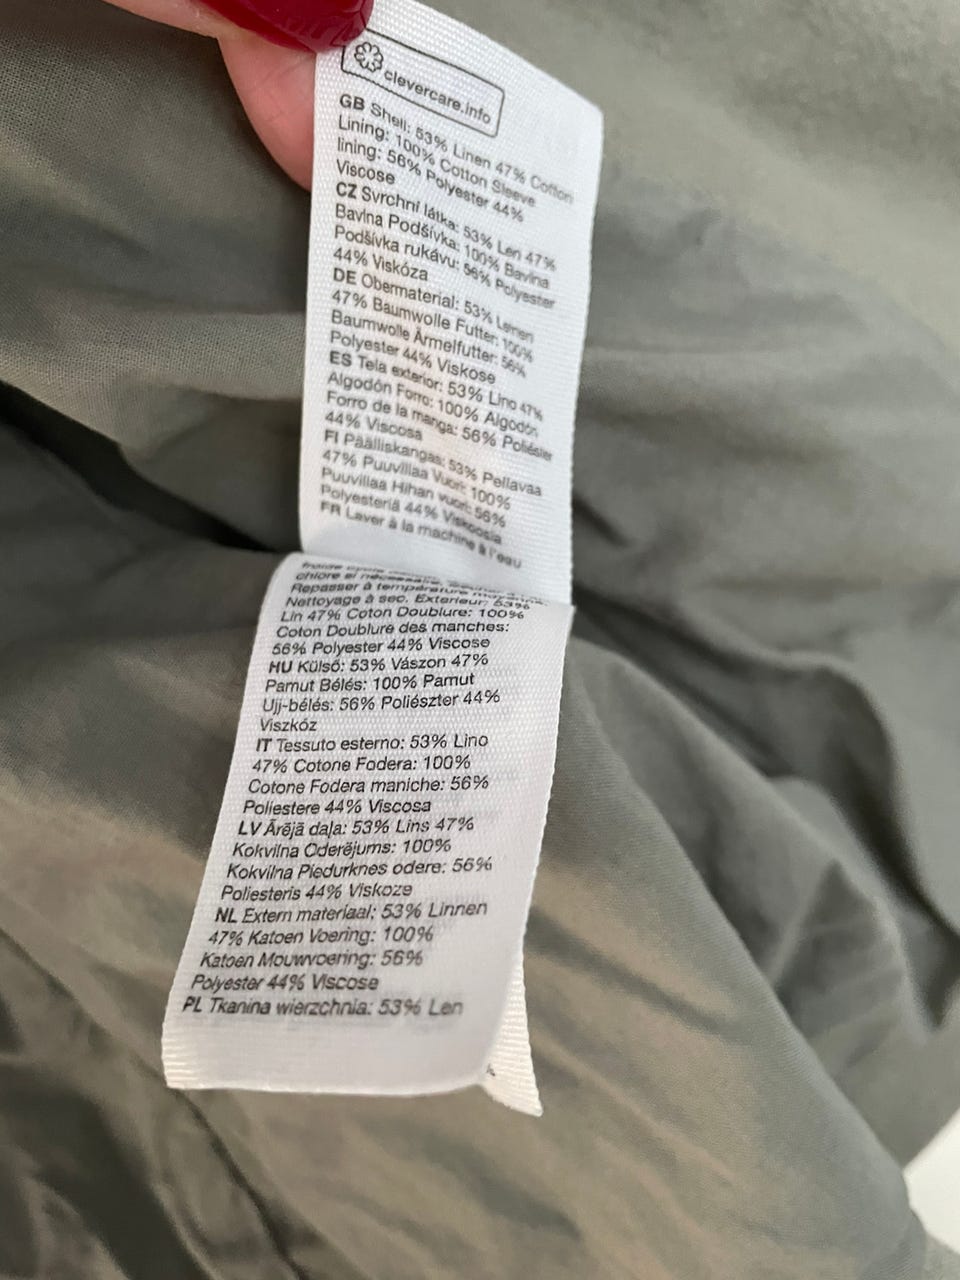 clevercare.info
GB Shell: 53% Linen 47% Cotton
Lining: 100% Cotton Sleeve
lining: 56% Polyester 44%
Viscose
CZ Svrchní látka: 53% Len 47%
Bavlna Podšívka: 100% Bavlna
Podšívka rukávu: 56% Polyester
44% Viskóza
DE Obermaterial: 53% Leinen
47% Baumwolle Futter: 100%
Baumwolle Ärmelfutter: 56%
Polyester 44% Viskose
ES Tela exterior: 53% Lino 47%
Algodón Forro: 100% Algodón
Forro de la manga: 56% Poliéster
44% Viscosa
FI Päälliskangas: 53% Pellavaa
47% Puuvillaa Vuori: 100%
Puuvillaa Hihan vuori: 56%
Polyesteriä 44% Viskoosia
FR Laver à la machine à l'eau
chlore si nécessaire.
Repasser à température
Nettoyage à sec. Extérieur: 53%
Lin 47% Coton Doublure: 100%
Coton Doublure des manches:
56% Polyester 44% Viscose
HU Külső: 53% Vászon 47%
Pamut Bélés: 100% Pamut
Ujj-bélés: 56% Poliészter 44%
Viszkóz
IT Tessuto esterno: 53% Lino
47% Cotone Fodera: 100%
Cotone Fodera maniche: 56%
Poliestere 44% Viscosa
LV Ārējā daļa: 53% Lins 47%
Kokvilna Oderējums: 100%
Kokvilna Piedurknes odere: 56%
Poliesteris 44% Viskoze
NL Extern materiaal: 53% Linnen
47% Katoen Voering: 100%
Katoen Mouwvoering: 56%
Polyester 44% Viscose
PL Tkanina wierzchnia: 53% Len